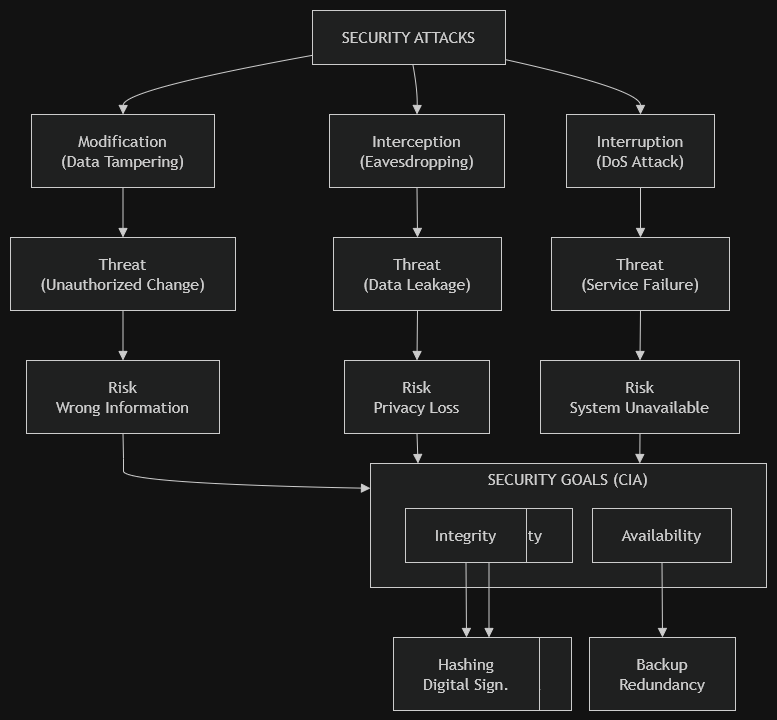 SECURITY ATTACKS
Modification
(Data Tampering)
Interception
(Eavesdropping)
Interruption
(DoS Attack)
Threat
(Unauthorized Change)
Threat
(Data Leakage)
Threat
(Service Failure)
Risk
Wrong Information
Risk
Privacy Loss
Risk
System Unavailable
SECURITY GOALS (CIA)
Integrity
ty
Availability
Hashing
Digital Sign.
Backup
Redundancy